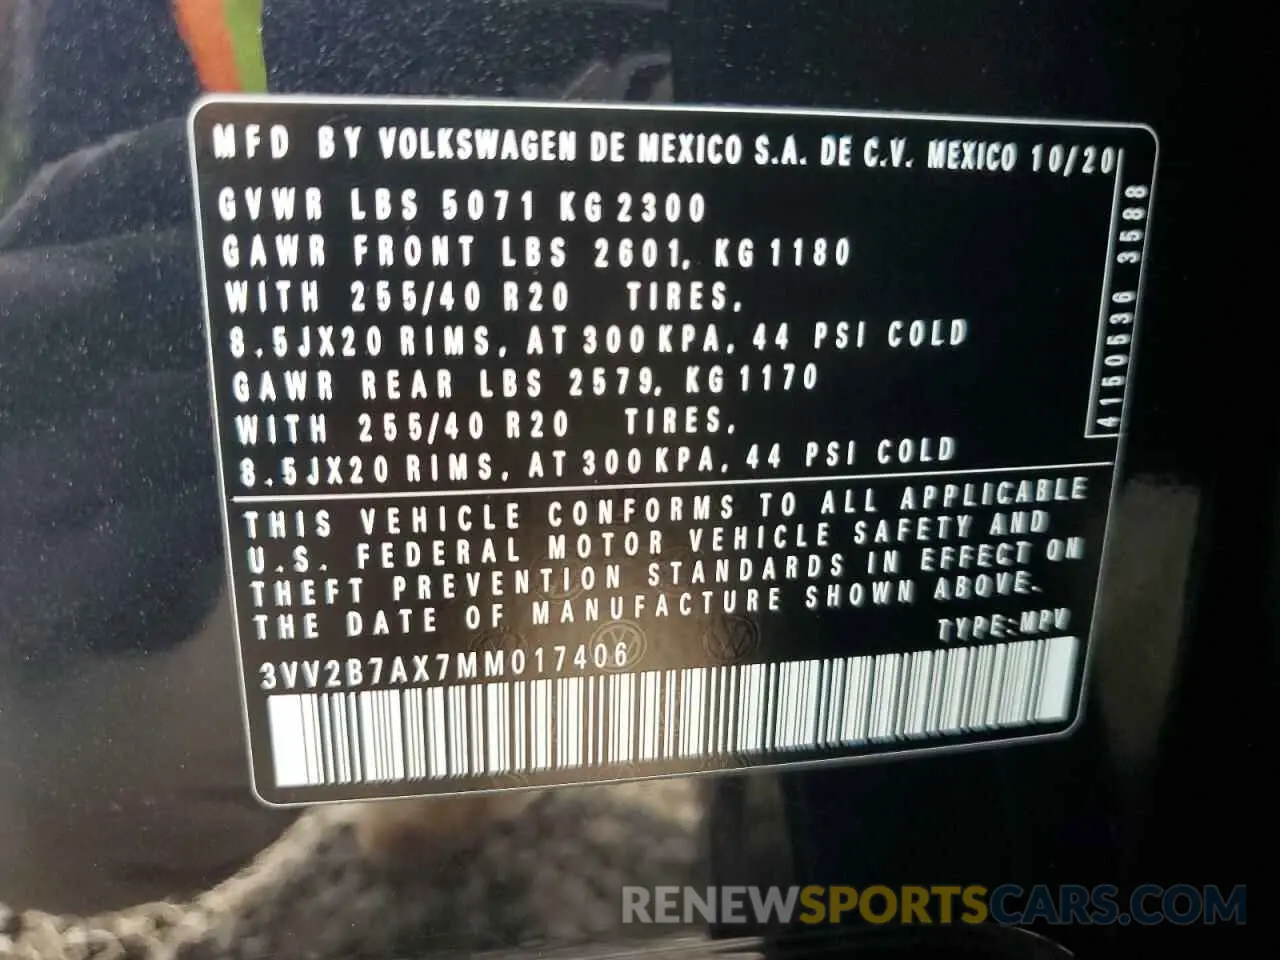 MFD BY VOLKSWAGEN DE MEXICO S.A. DE C.V. MEXICO 10/20
GVWR LBS 5071 KG 2300
GAWR FRONT LBS 2601, KG 1180
WITH 255/40 R20 TIRES,
8.5JX20 RIMS, AT 300 KPA, 44 PSI COLD
GAWR REAR LBS 2579, KG 1170
WITH 255/40 R20 TIRES,
8.5JX20 RIMS, AT 300 KPA, 44 PSI COLD
4150536 3588
THIS VEHICLE CONFORMS TO ALL APPLICABLE
U.S. FEDERAL MOTOR VEHICLE SAFETY AND
THEFT PREVENTION STANDARDS IN EFFECT ON
THE DATE OF MANUFACTURE SHOWN ABOVE.
TYPE:MPV
3VV2B7AX7MM017406
RENEWSPORTSCARS.COM